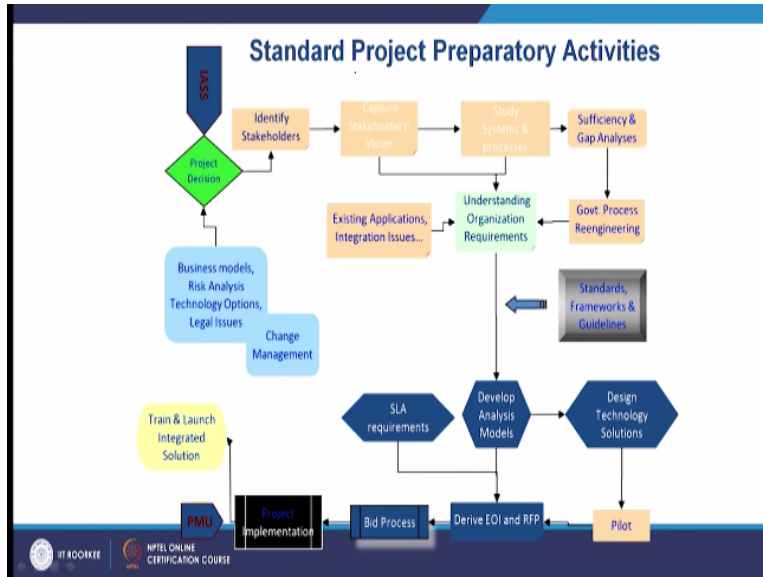 Standard Project Preparatory Activities
IASS
Project
Decision
Identify
Stakeholders
Capture
Stakeholders'
Vision
Study
Systems &
processes
Sufficiency &
Gap Analyses
Existing Applications,
Integration Issues...
Understanding
Organization
Requirements
Govt. Process
Reengineering
Business models,
Risk Analysis
Technology Options,
Legal Issues
Change
Management
Standards,
Frameworks &
Guidelines
Train & Launch
Integrated
Solution
SLA
requirements
Develop
Analysis
Models
Design
Technology
Solutions
PMU
Project
Implementation
Bid Process
Derive EOI and RFP
Pilot
IIT ROORKEE
NPTEL ONLINE
CERTIFICATION COURSE